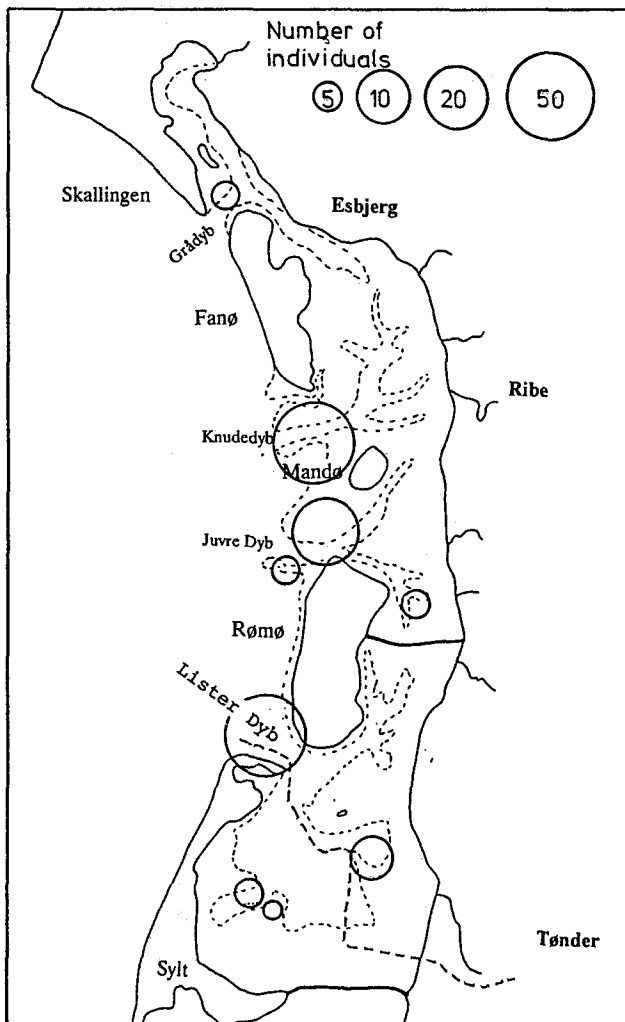 Number of
individuals
5 10 20 50
Skallingen
Esbjerg
Grådyb
Fanø
Ribe
Knudedyb
Mandø
Juvre Dyb
Rømø
Lister Dyb
Tønder
Sylt